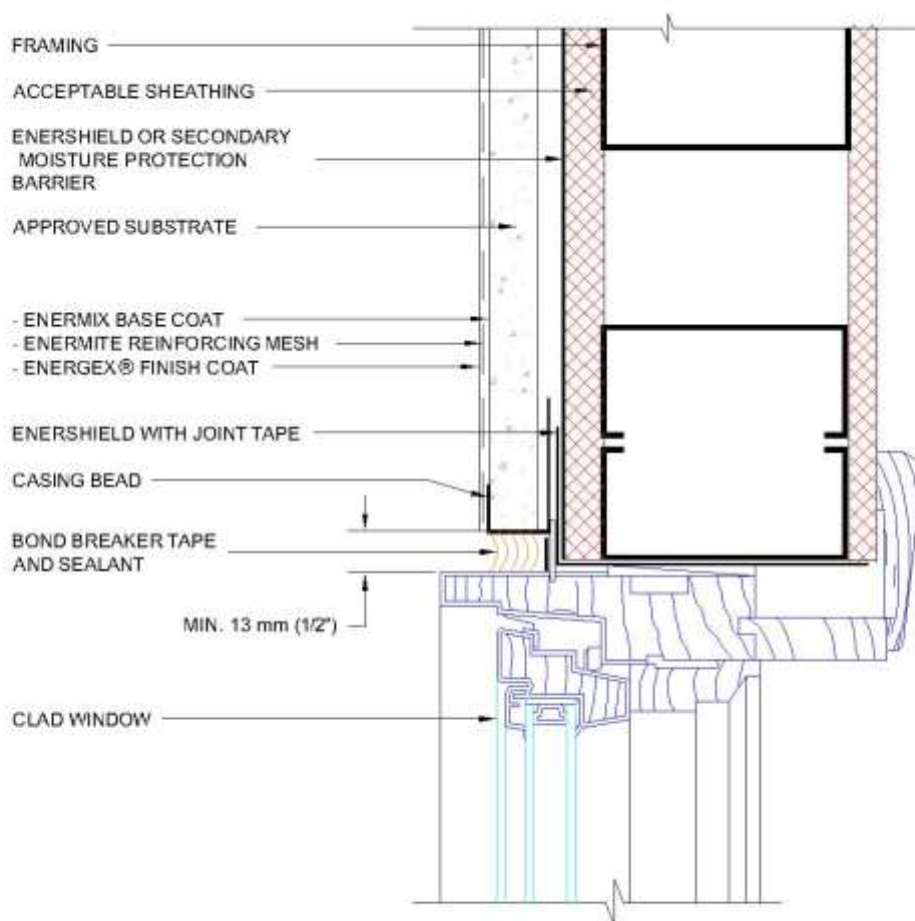 FRAMING
ACCEPTABLE SHEATHING
ENERSHIELD OR SECONDARY
MOISTURE PROTECTION
BARRIER
APPROVED SUBSTRATE
- ENERMIX BASE COAT
- ENERMITE REINFORCING MESH
- ENERGEX® FINISH COAT
ENERSHIELD WITH JOINT TAPE
CASING BEAD
BOND BREAKER TAPE
AND SEALANT
MIN. 13 mm (1/2")
CLAD WINDOW